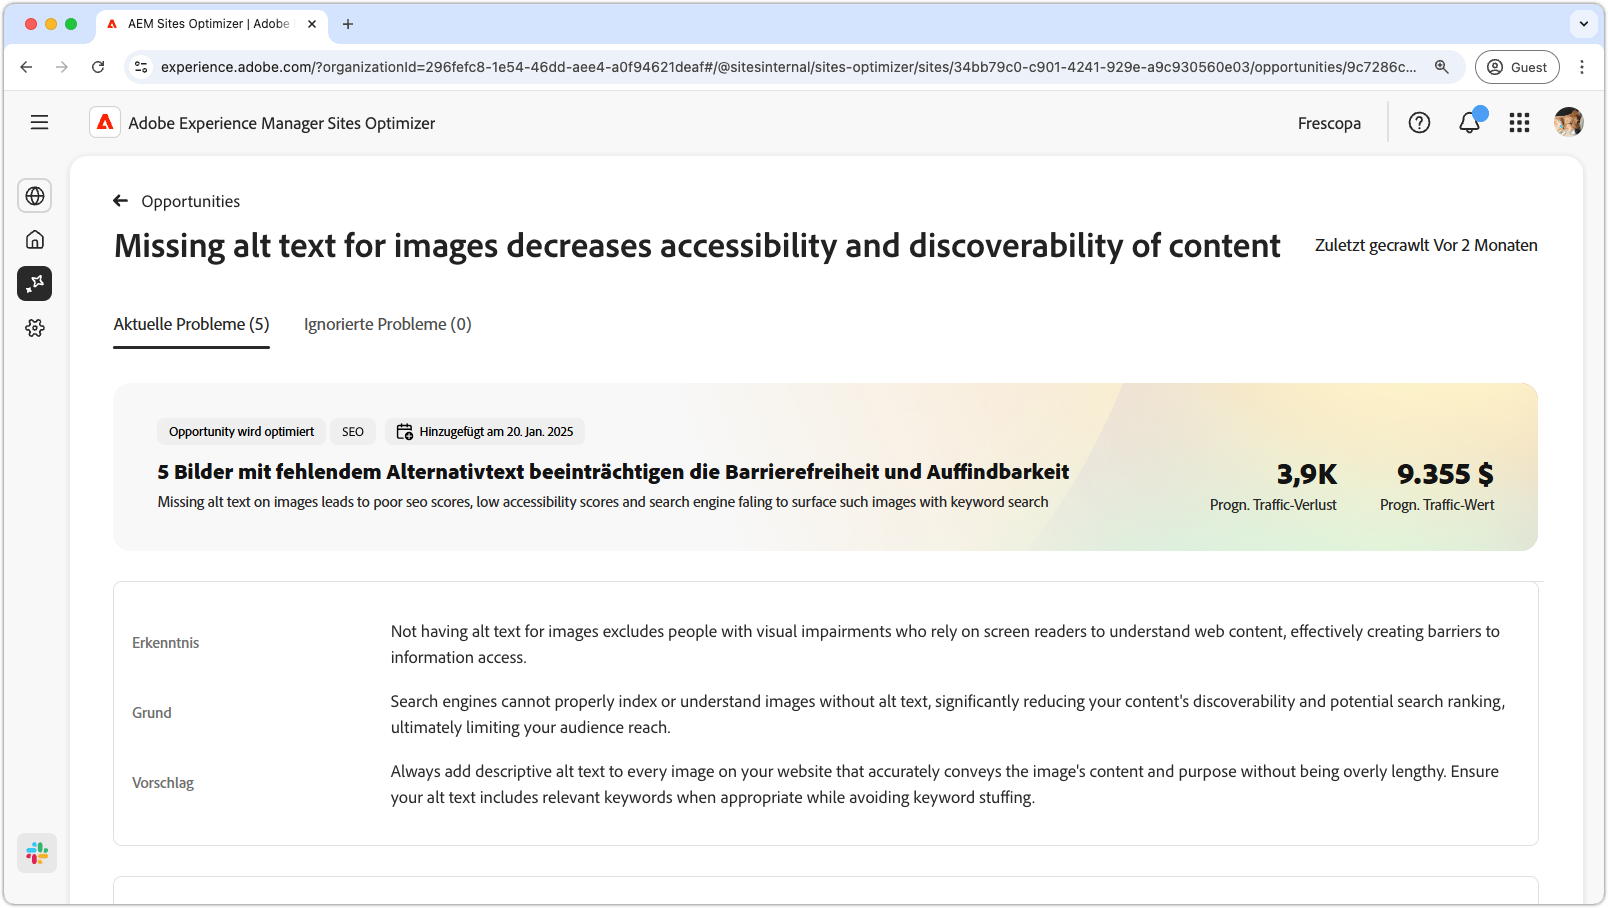 AEM Sites Optimizer | Adobe
experience.adobe.com/?organizationId=296fefc8-1e54-46dd-aee4-a0f94621deaf#/@sitesinternal/sites-optimizer/sites/34bb79c0-c901-4241-929e-a9c930560e03/opportunities/9c7286c...
Guest
Adobe Experience Manager Sites Optimizer
Frescopa
Opportunities
Missing alt text for images decreases accessibility and discoverability of content
Zuletzt gecrawlt Vor 2 Monaten
Aktuelle Probleme (5)
Ignorierte Probleme (0)
Opportunity wird optimiert
SEO
Hinzugefügt am 20. Jan. 2025
5 Bilder mit fehlendem Alternativtext beeinträchtigen die Barrierefreiheit und Auffindbarkeit
Missing alt text on images leads to poor seo scores, low accessibility scores and search engine faling to surface such images with keyword search
3,9K
Progn. Traffic-Verlust
9.355 $
Progn. Traffic-Wert
Erkenntnis
Not having alt text for images excludes people with visual impairments who rely on screen readers to understand web content, effectively creating barriers to
information access.
Grund
Search engines cannot properly index or understand images without alt text, significantly reducing your content's discoverability and potential search ranking,
ultimately limiting your audience reach.
Vorschlag
Always add descriptive alt text to every image on your website that accurately conveys the image's content and purpose without being overly lengthy. Ensure
your alt text includes relevant keywords when appropriate while avoiding keyword stuffing.